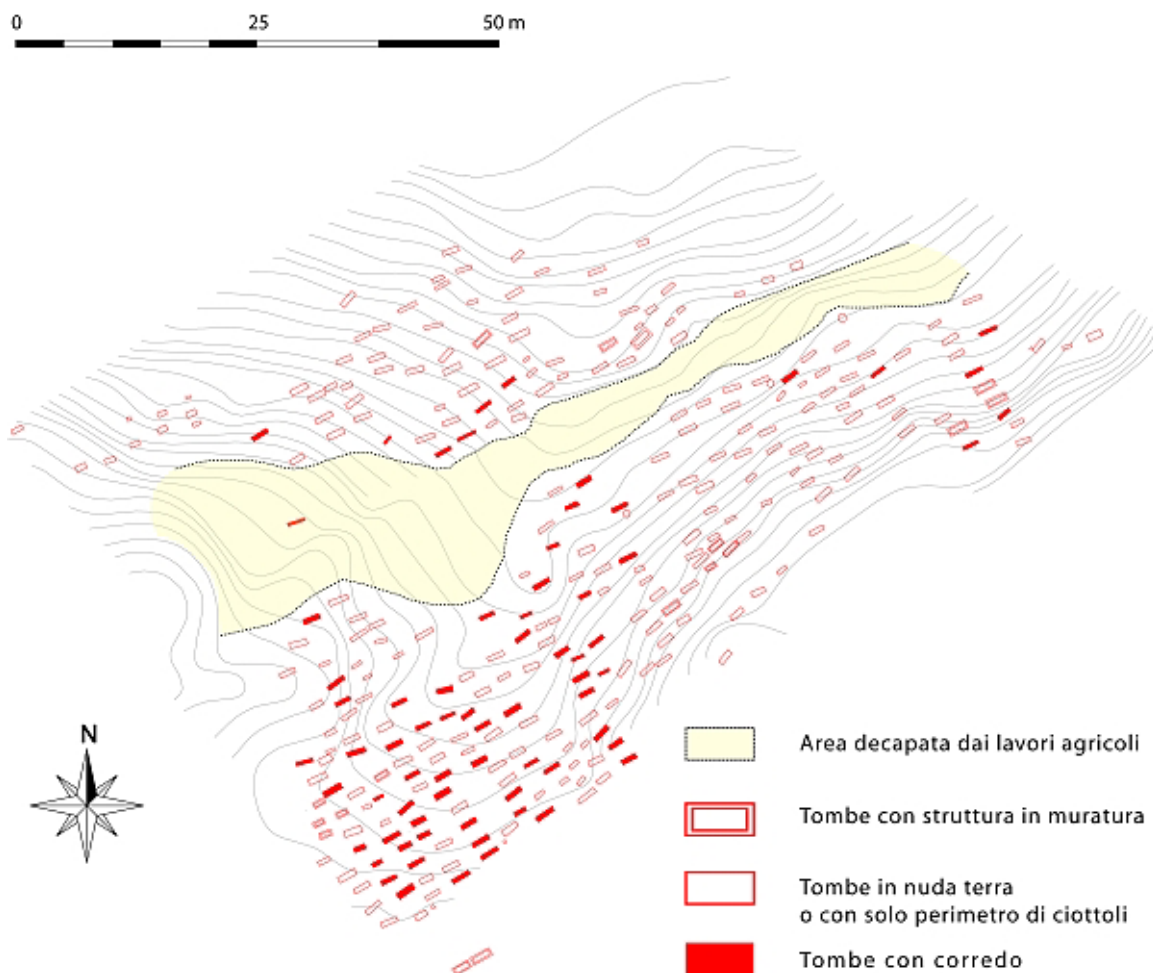 0 25 50 m
N
Area decapata dai lavori agricoli
Tombe con struttura in muratura
Tombe in nuda terra
o con solo perimetro di ciottoli
Tombe con corredo